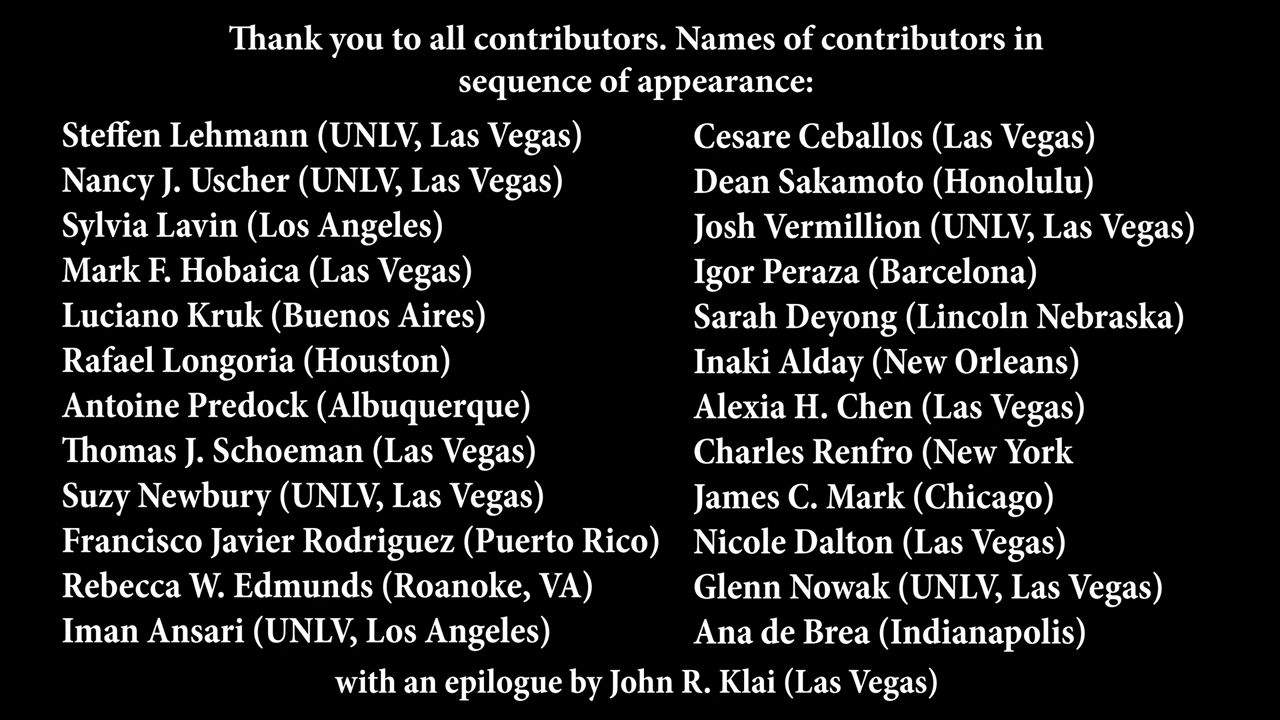 Thank you to all contributors. Names of contributors in
sequence of appearance:
Steffen Lehmann (UNLV, Las Vegas)
Nancy J. Uscher (UNLV, Las Vegas)
Sylvia Lavin (Los Angeles)
Mark F. Hobaica (Las Vegas)
Luciano Kruk (Buenos Aires)
Rafael Longoria (Houston)
Antoine Predock (Albuquerque)
Thomas J. Schoeman (Las Vegas)
Suzy Newbury (UNLV, Las Vegas)
Francisco Javier Rodriguez (Puerto Rico)
Rebecca W. Edmunds (Roanoke, VA)
Iman Ansari (UNLV, Los Angeles)
Cesare Ceballos (Las Vegas)
Dean Sakamoto (Honolulu)
Josh Vermillion (UNLV, Las Vegas)
Igor Peraza (Barcelona)
Sarah Deyong (Lincoln Nebraska)
Inaki Alday (New Orleans)
Alexia H. Chen (Las Vegas)
Charles Renfro (New York
James C. Mark (Chicago)
Nicole Dalton (Las Vegas)
Glenn Nowak (UNLV, Las Vegas)
Ana de Brea (Indianapolis)
with an epilogue by John R. Klai (Las Vegas)